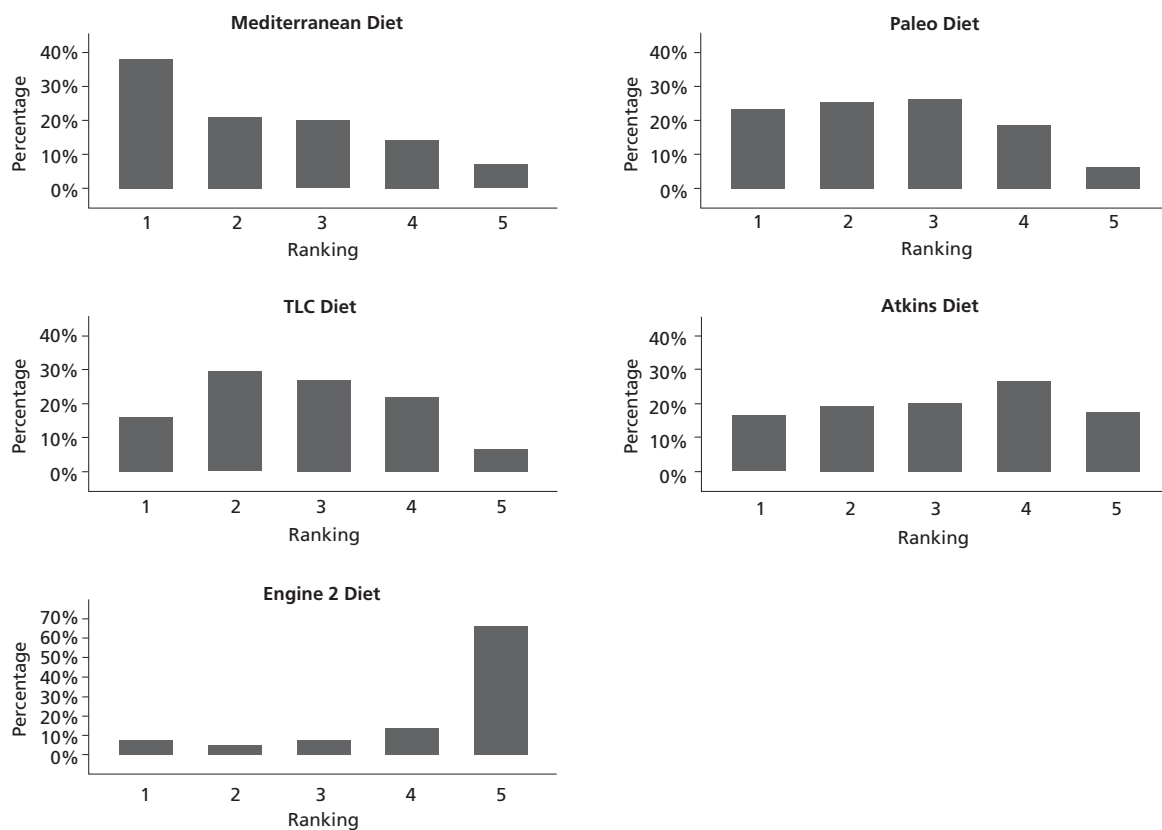 Mediterranean Diet
Percentage
40%
30%
20%
10%
0%
1 2 3 4 5
Ranking
Paleo Diet
Percentage
40%
30%
20%
10%
0%
1 2 3 4 5
Ranking
TLC Diet
Percentage
40%
30%
20%
10%
0%
1 2 3 4 5
Ranking
Atkins Diet
Percentage
40%
30%
20%
10%
0%
1 2 3 4 5
Ranking
Engine 2 Diet
Percentage
70%
60%
50%
40%
30%
20%
10%
0%
1 2 3 4 5
Ranking